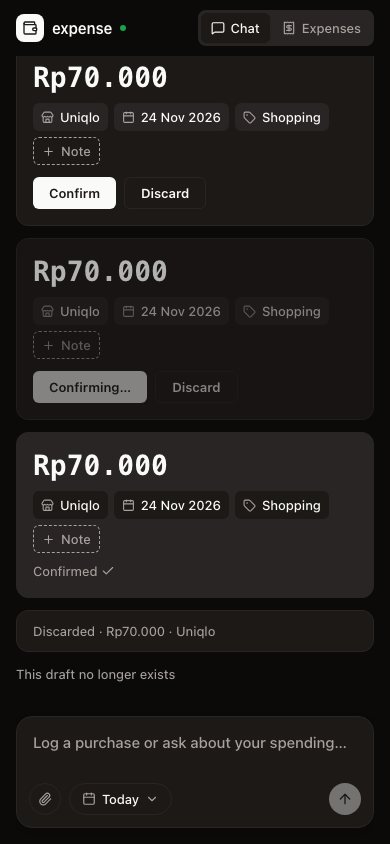 expense
Chat
Expenses
Rp70.000
Uniqlo
24 Nov 2026
Shopping
Note
Confirm
Discard
Rp70.000
Uniqlo
24 Nov 2026
Shopping
Note
Confirming...
Discard
Rp70.000
Uniqlo
24 Nov 2026
Shopping
Note
Confirmed
Discarded · Rp70.000 · Uniqlo
This draft no longer exists
Log a purchase or ask about your spending...
Today